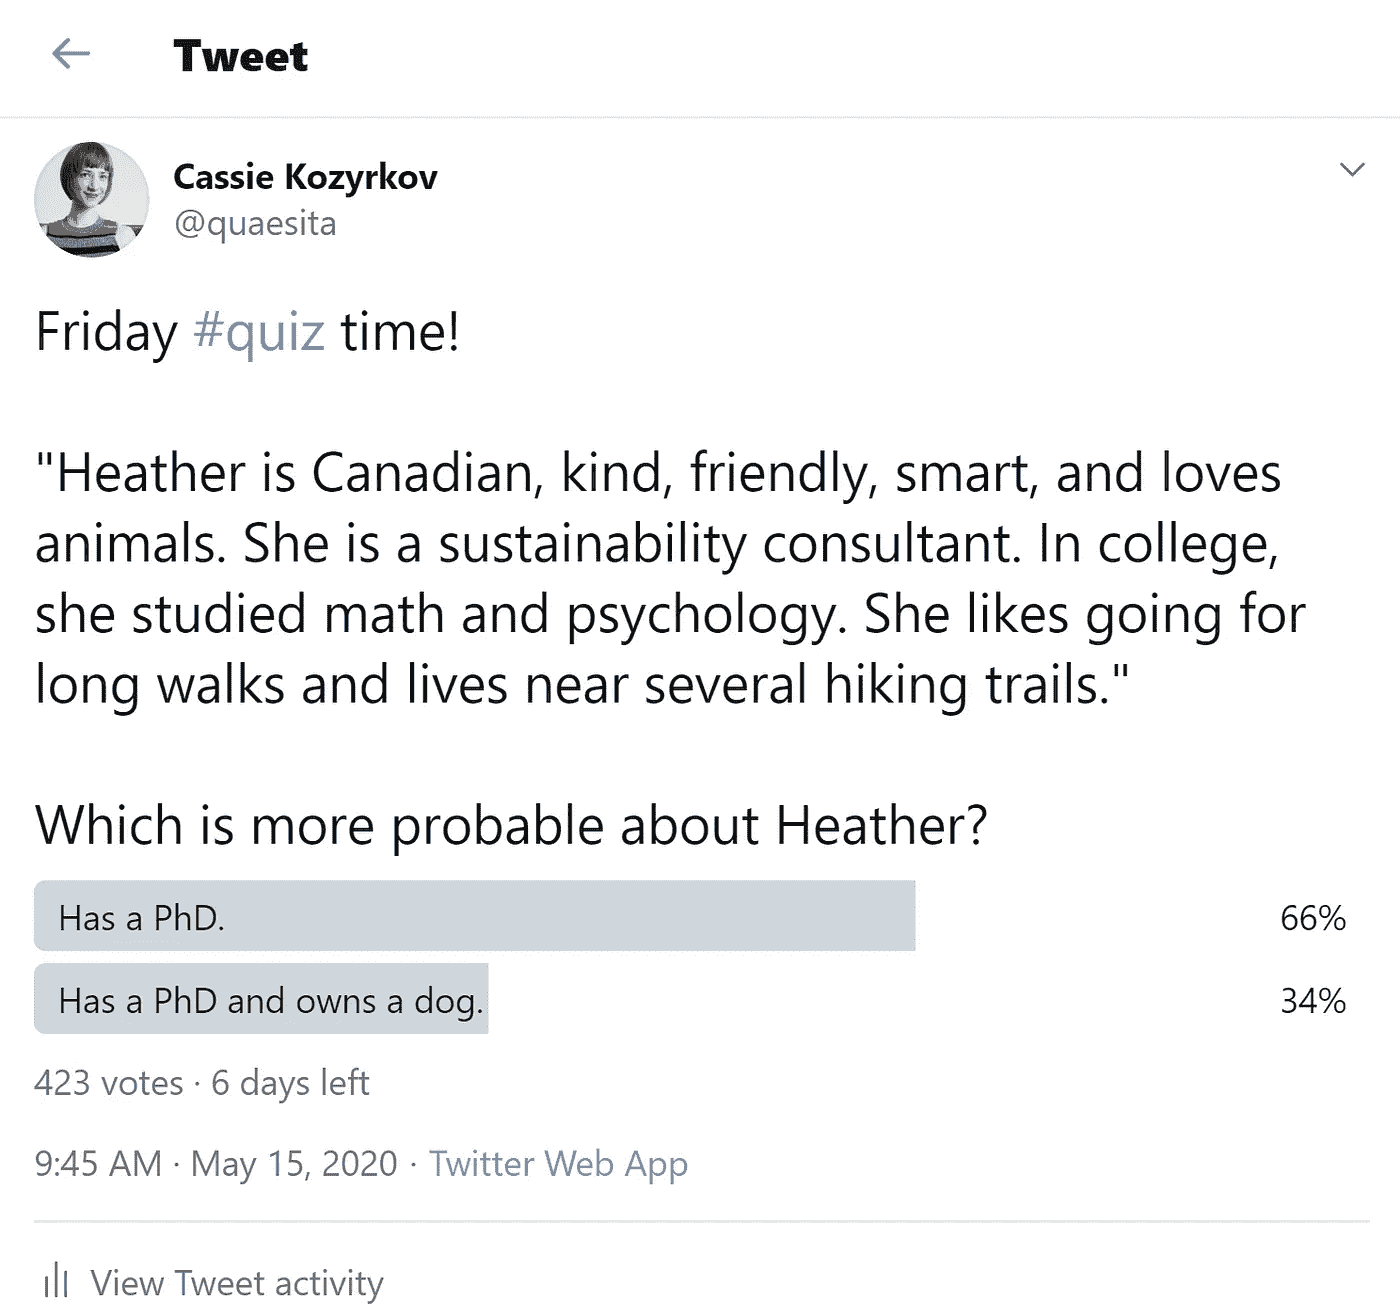 Tweet
Cassie Kozyrkov
@quaesita
Friday #quiz time!
"Heather is Canadian, kind, friendly, smart, and loves
animals. She is a sustainability consultant. In college,
she studied math and psychology. She likes going for
long walks and lives near several hiking trails."
Which is more probable about Heather?
Has a PhD. 66%
Has a PhD and owns a dog. 34%
423 votes · 6 days left
9:45 AM · May 15, 2020 · Twitter Web App
View Tweet activity